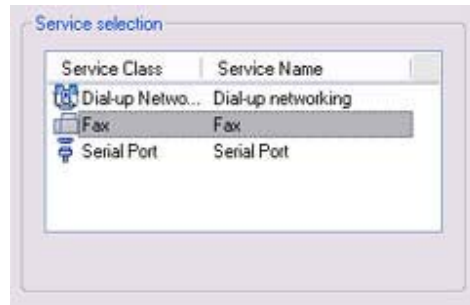 Service selection
Service Class Service Name
Dial-up Netwo... Dial-up networking
Fax Fax
Serial Port Serial Port